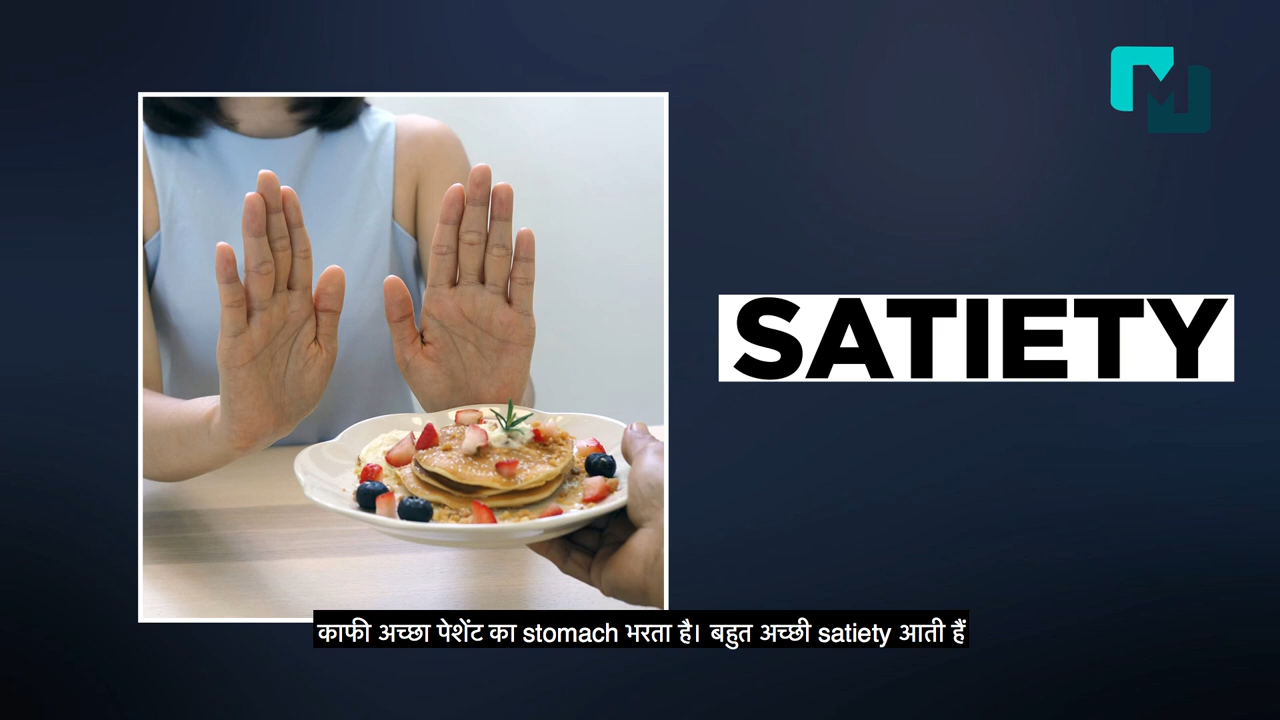 SATIETY
काफी अच्छा पेशेंट का stomach भरता है। बहुत अच्छी satiety आती हैं